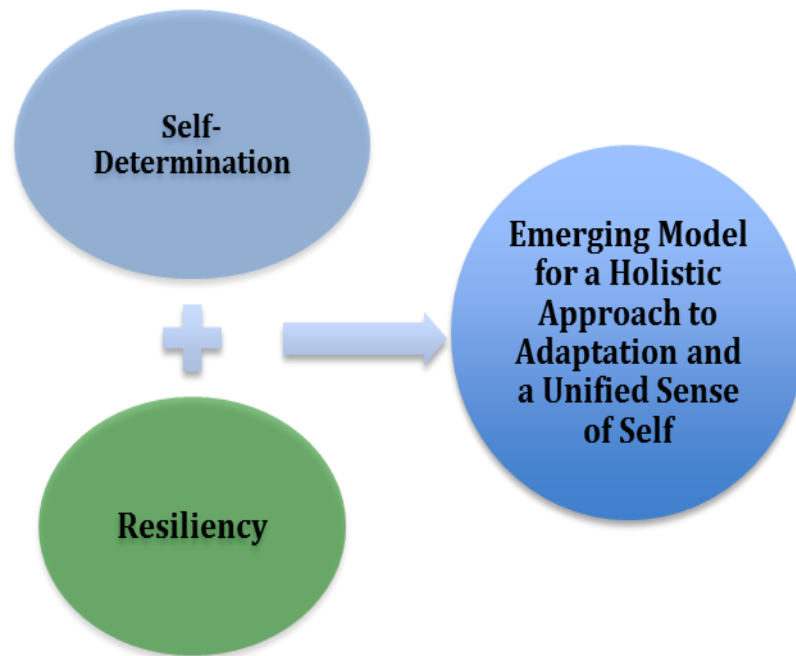 Self-
Determination
Resiliency
Emerging Model
for a Holistic
Approach to
Adaptation and
a Unified Sense
of Self